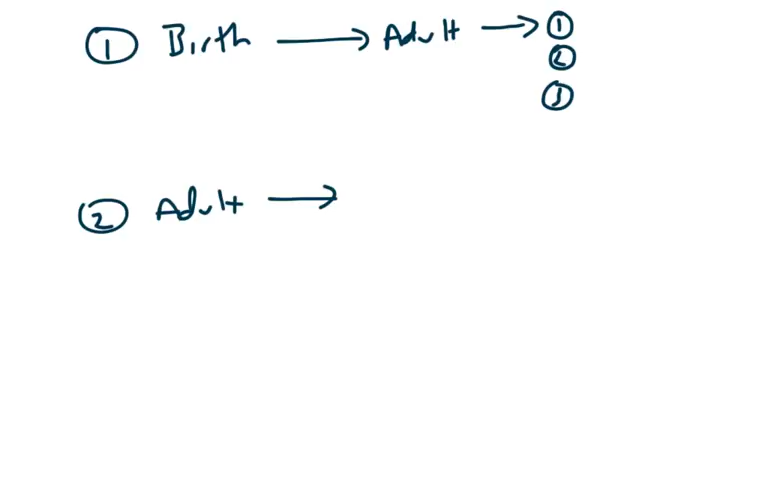 ① Birth → Adult → ①
②
③
② Adult →